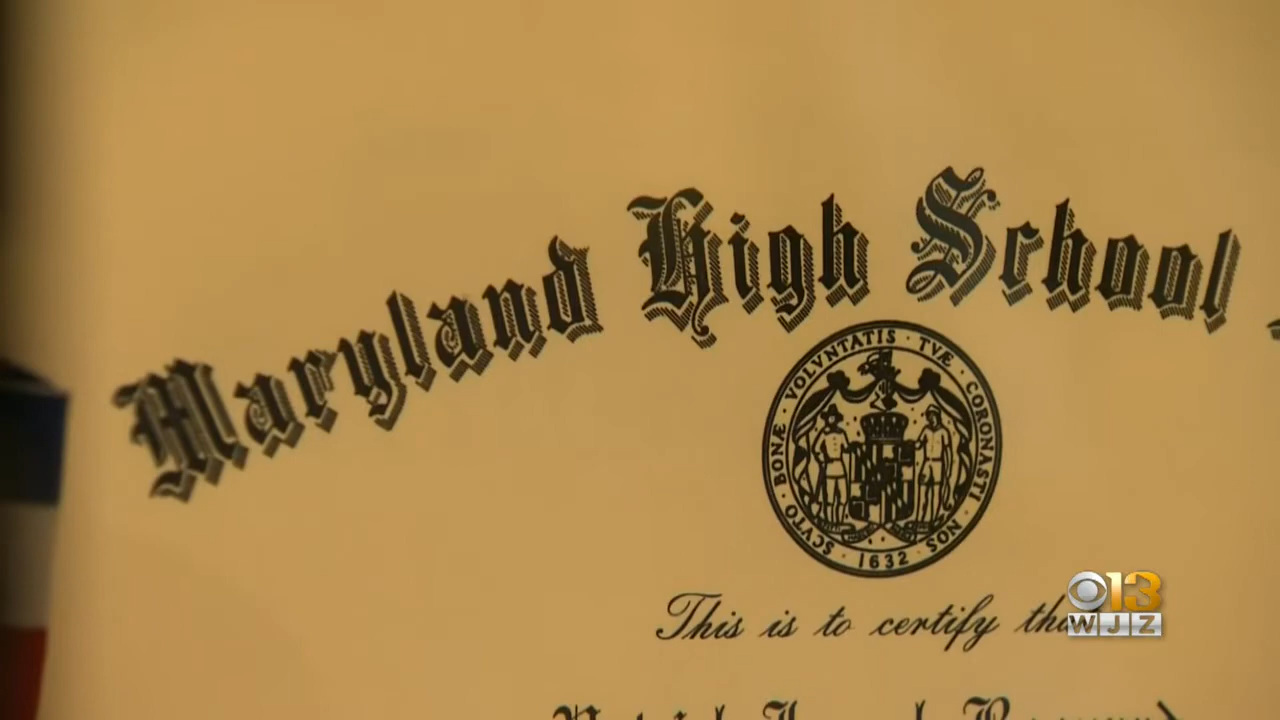 Maryland High School
SCVTO · BONÆ · VOLVNTATIS · TVÆ · CORONASTI · NOS
· 1632 ·
This is to certify
13
WJZ